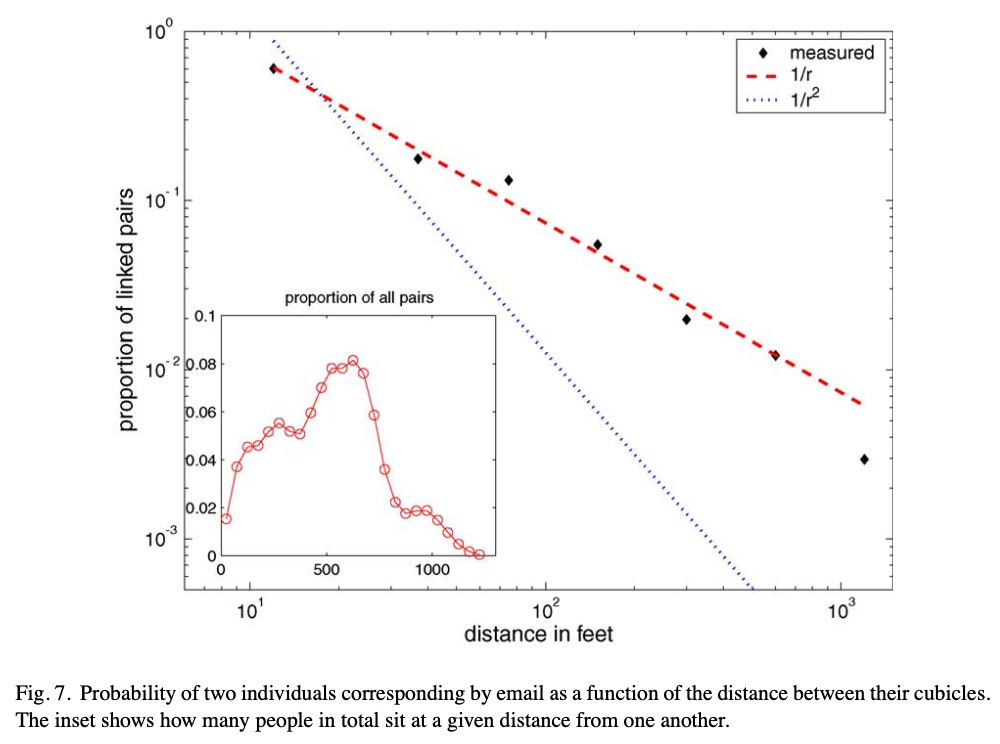 10^0
10^-1
10^-2
10^-3
proportion of linked pairs
measured
1/r
1/r^2
proportion of all pairs
0.1
0.08
0.06
0.04
0.02
0
0 500 1000
10^1 10^2 10^3
distance in feet
Fig. 7. Probability of two individuals corresponding by email as a function of the distance between their cubicles.
The inset shows how many people in total sit at a given distance from one another.